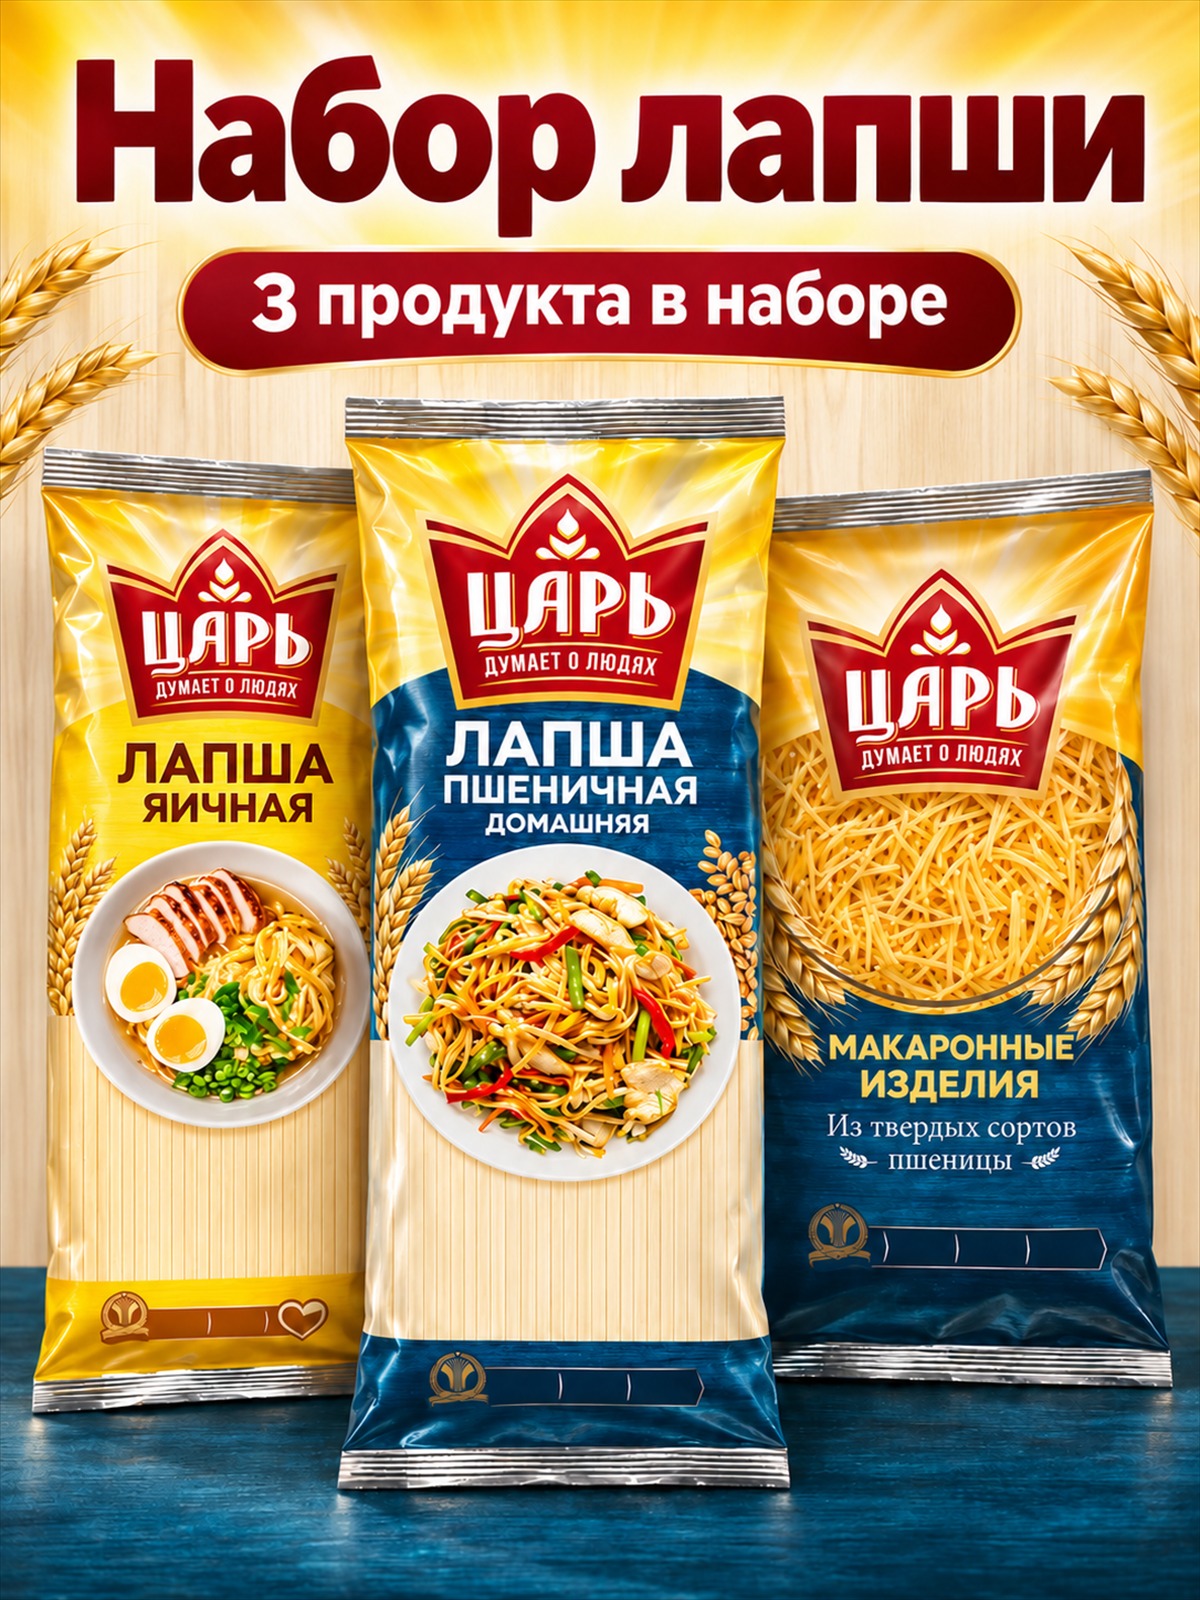 Набор лапши
3 продукта в наборе
ЦАРЬ
ДУМАЕТ О ЛЮДЯХ
ЛАПША
ЯИЧНАЯ
ЦАРЬ
ДУМАЕТ О ЛЮДЯХ
ЛАПША
ПШЕНИЧНАЯ
ДОМАШНЯЯ
ЦАРЬ
ДУМАЕТ О ЛЮДЯХ
МАКАРОННЫЕ
ИЗДЕЛИЯ
Из твердых сортов
пшеницы